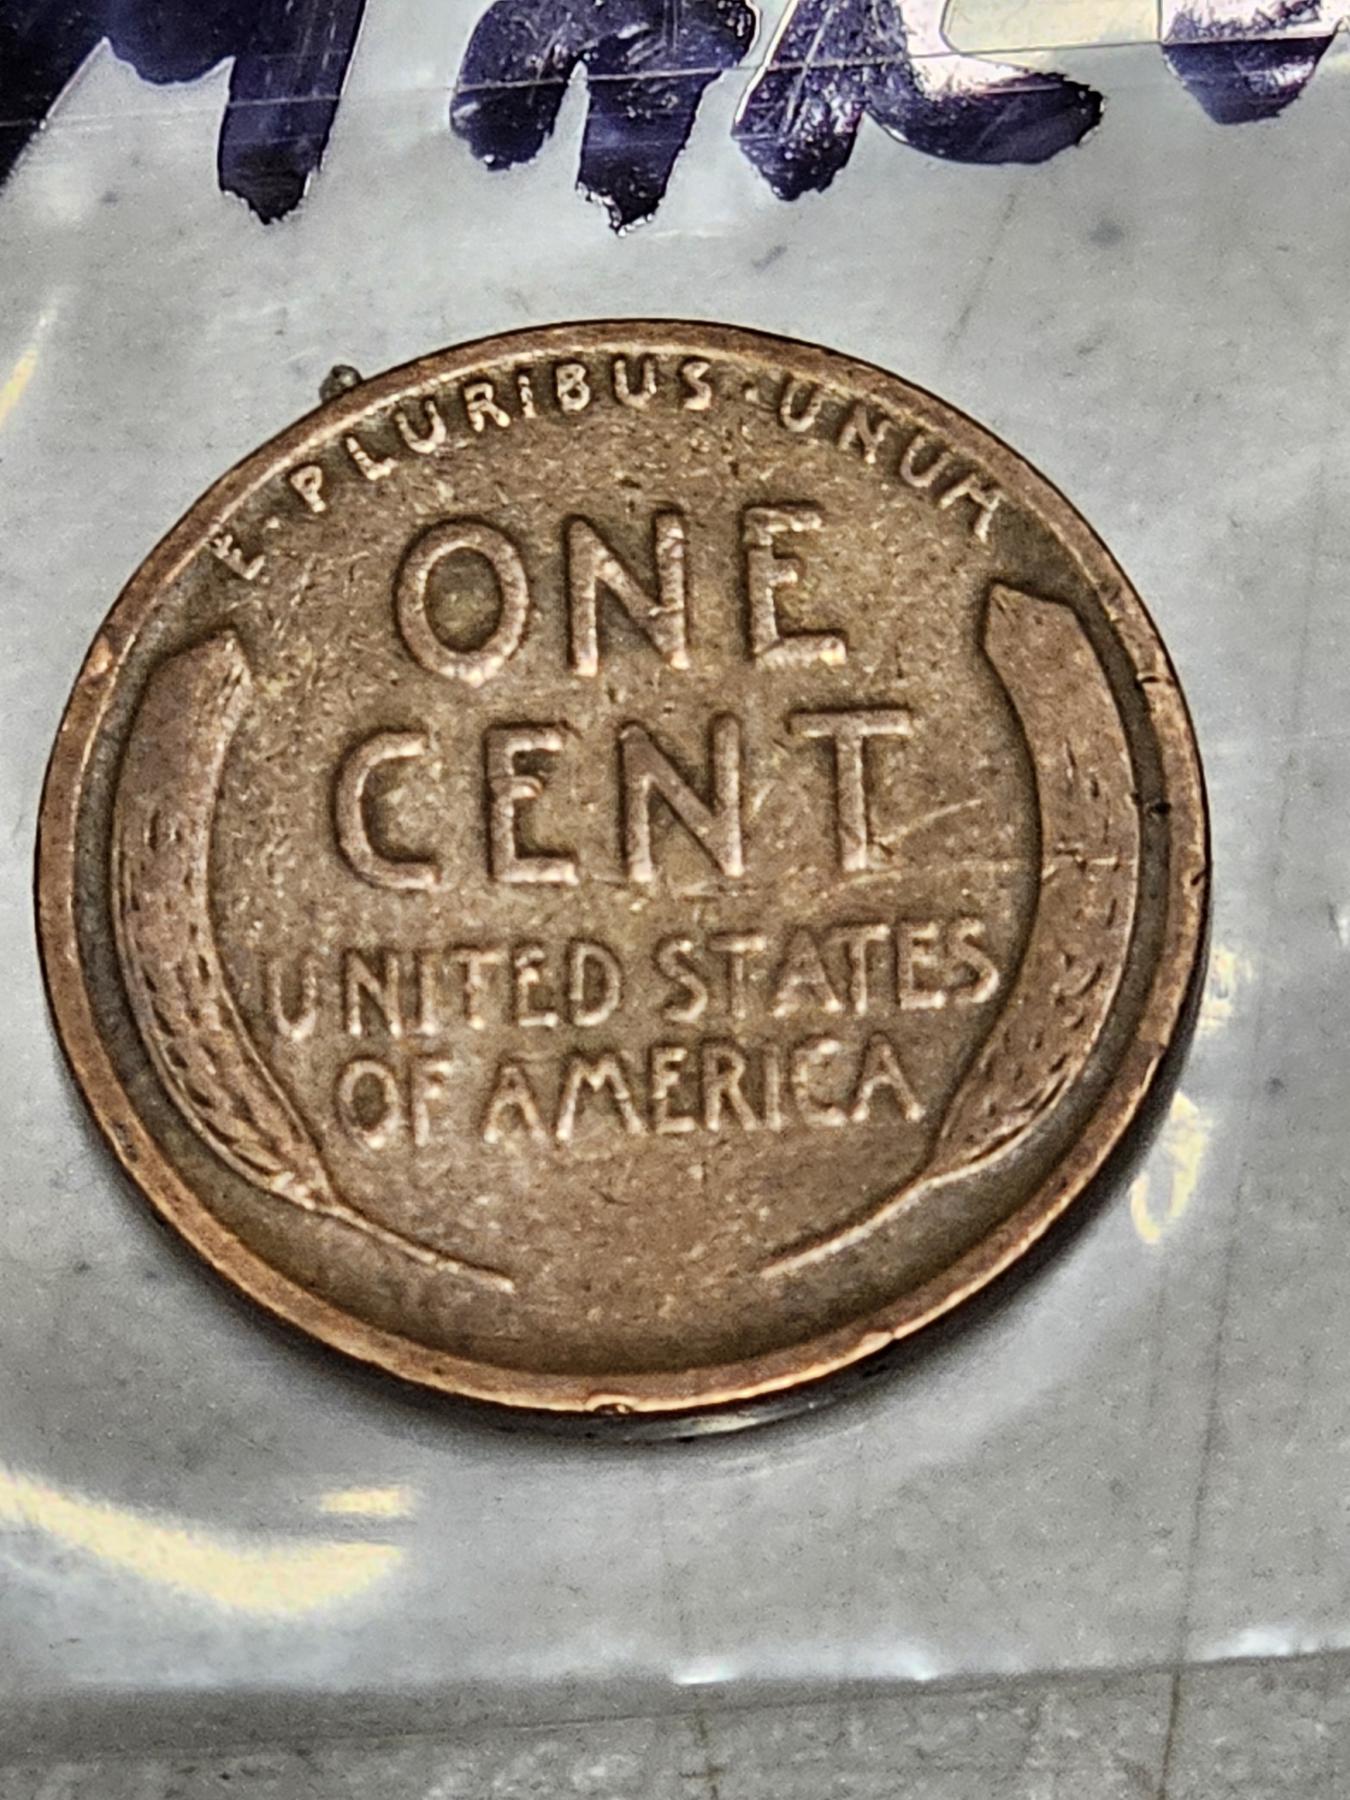 E·PLURIBUS·UNUM
ONE
CENT
UNITED STATES
OF AMERICA